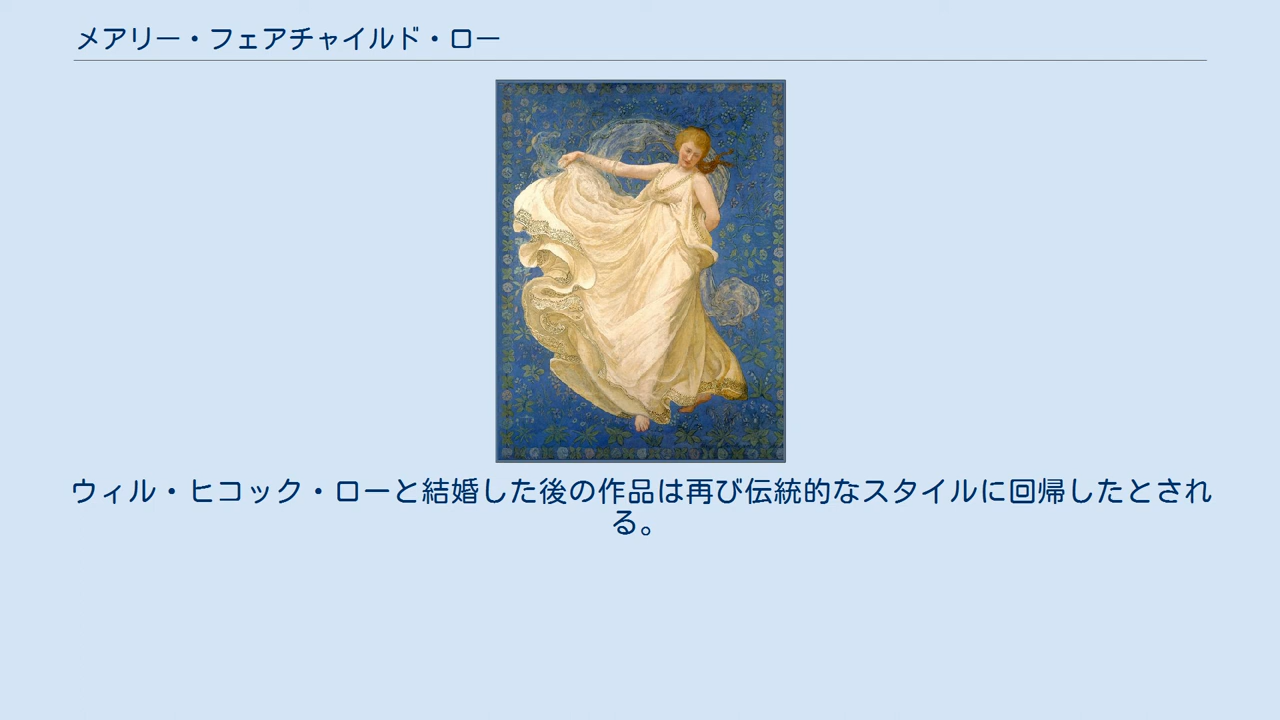 メアリー・フェアチャイルド・ロー
ウィル・ヒコック・ローと結婚した後の作品は再び伝統的なスタイルに回帰したとされ
る。